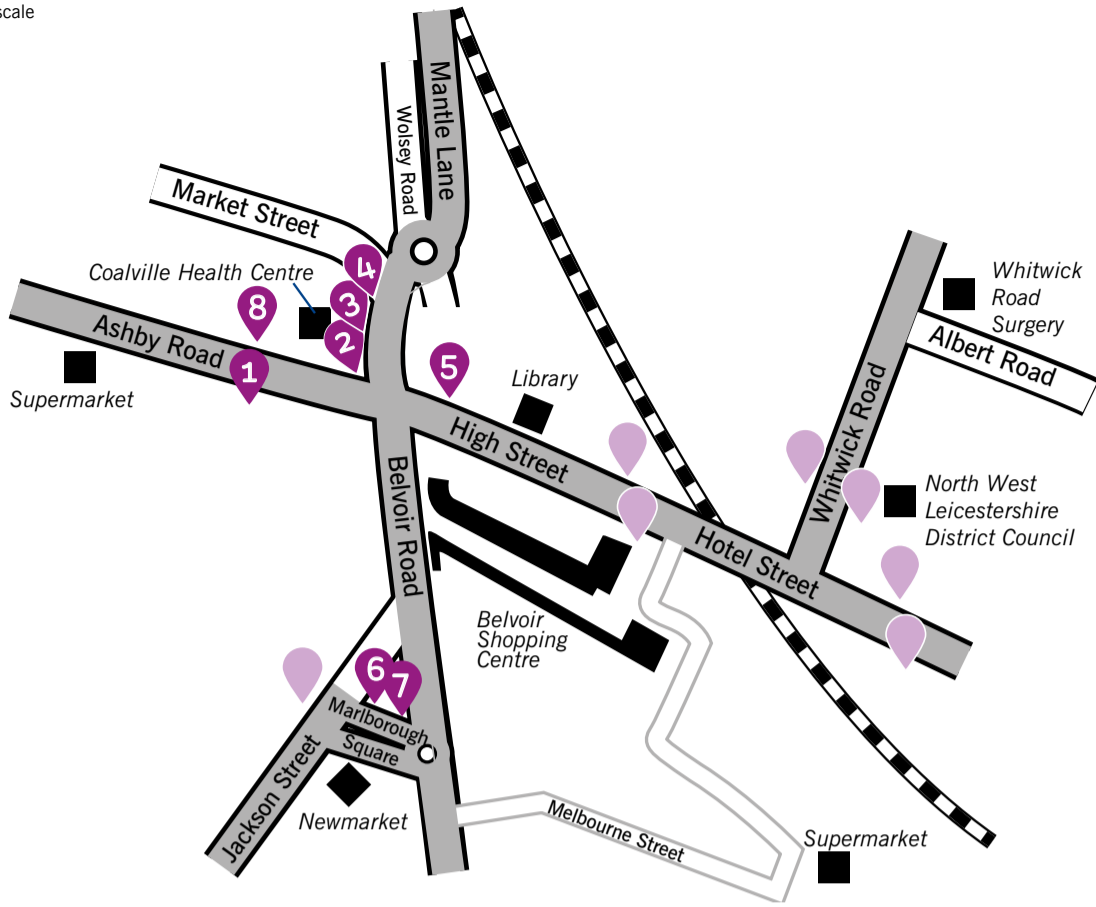 scale
Mantle Lane
Wolsey Road
Market Street
Coalville Health Centre
4
8
3
2
Ashby Road
1
5
Supermarket
Library
High Street
Whitwick
Road
Surgery
Albert Road
Whitwick Road
North West
Leicestershire
District Council
Hotel Street
Belvoir Road
Belvoir
Shopping
Centre
6
7
Marlborough
Square
Jackson Street
Newmarket
Melbourne Street
Supermarket